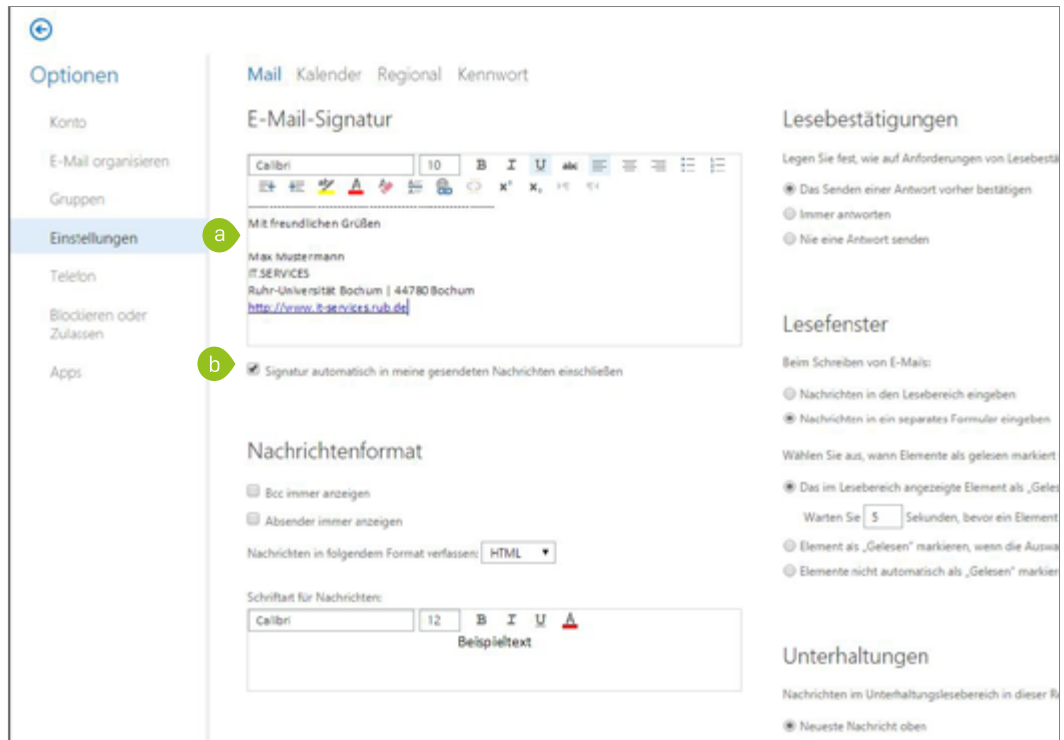 Optionen
Konto
E-Mail organisieren
Gruppen
Einstellungen
Telefon
Blockieren oder
Zulassen
Apps
Mail Kalender Regional Kennwort
E-Mail-Signatur
Calibri 10 B I U abc
A x² x₂
a
Mit freundlichen Grüßen
Max Mustermann
IT.SERVICES
Ruhr-Universität Bochum | 44780 Bochum
http://www.it-services.rub.de
b
Signatur automatisch in meine gesendeten Nachrichten einschließen
Nachrichtenformat
Bcc immer anzeigen
Absender immer anzeigen
Nachrichten in folgendem Format verfassen: HTML
Schriftart für Nachrichten:
Calibri 12 B I U A
Beispieltext
Lesebestätigungen
Legen Sie fest, wie auf Anforderungen von Lesebestä
Das Senden einer Antwort vorher bestätigen
Immer antworten
Nie eine Antwort senden
Lesefenster
Beim Schreiben von E-Mails:
Nachrichten in den Lesebereich eingeben
Nachrichten in ein separates Formular eingeben
Wählen Sie aus, wann Elemente als gelesen markiert
Das im Lesebereich angezeigte Element als „Geles
Warten Sie 5 Sekunden, bevor ein Element
Element als „Gelesen" markieren, wenn die Auswa
Elemente nicht automatisch als „Gelesen" markier
Unterhaltungen
Nachrichten im Unterhaltungslesebereich in dieser R
Neueste Nachricht oben